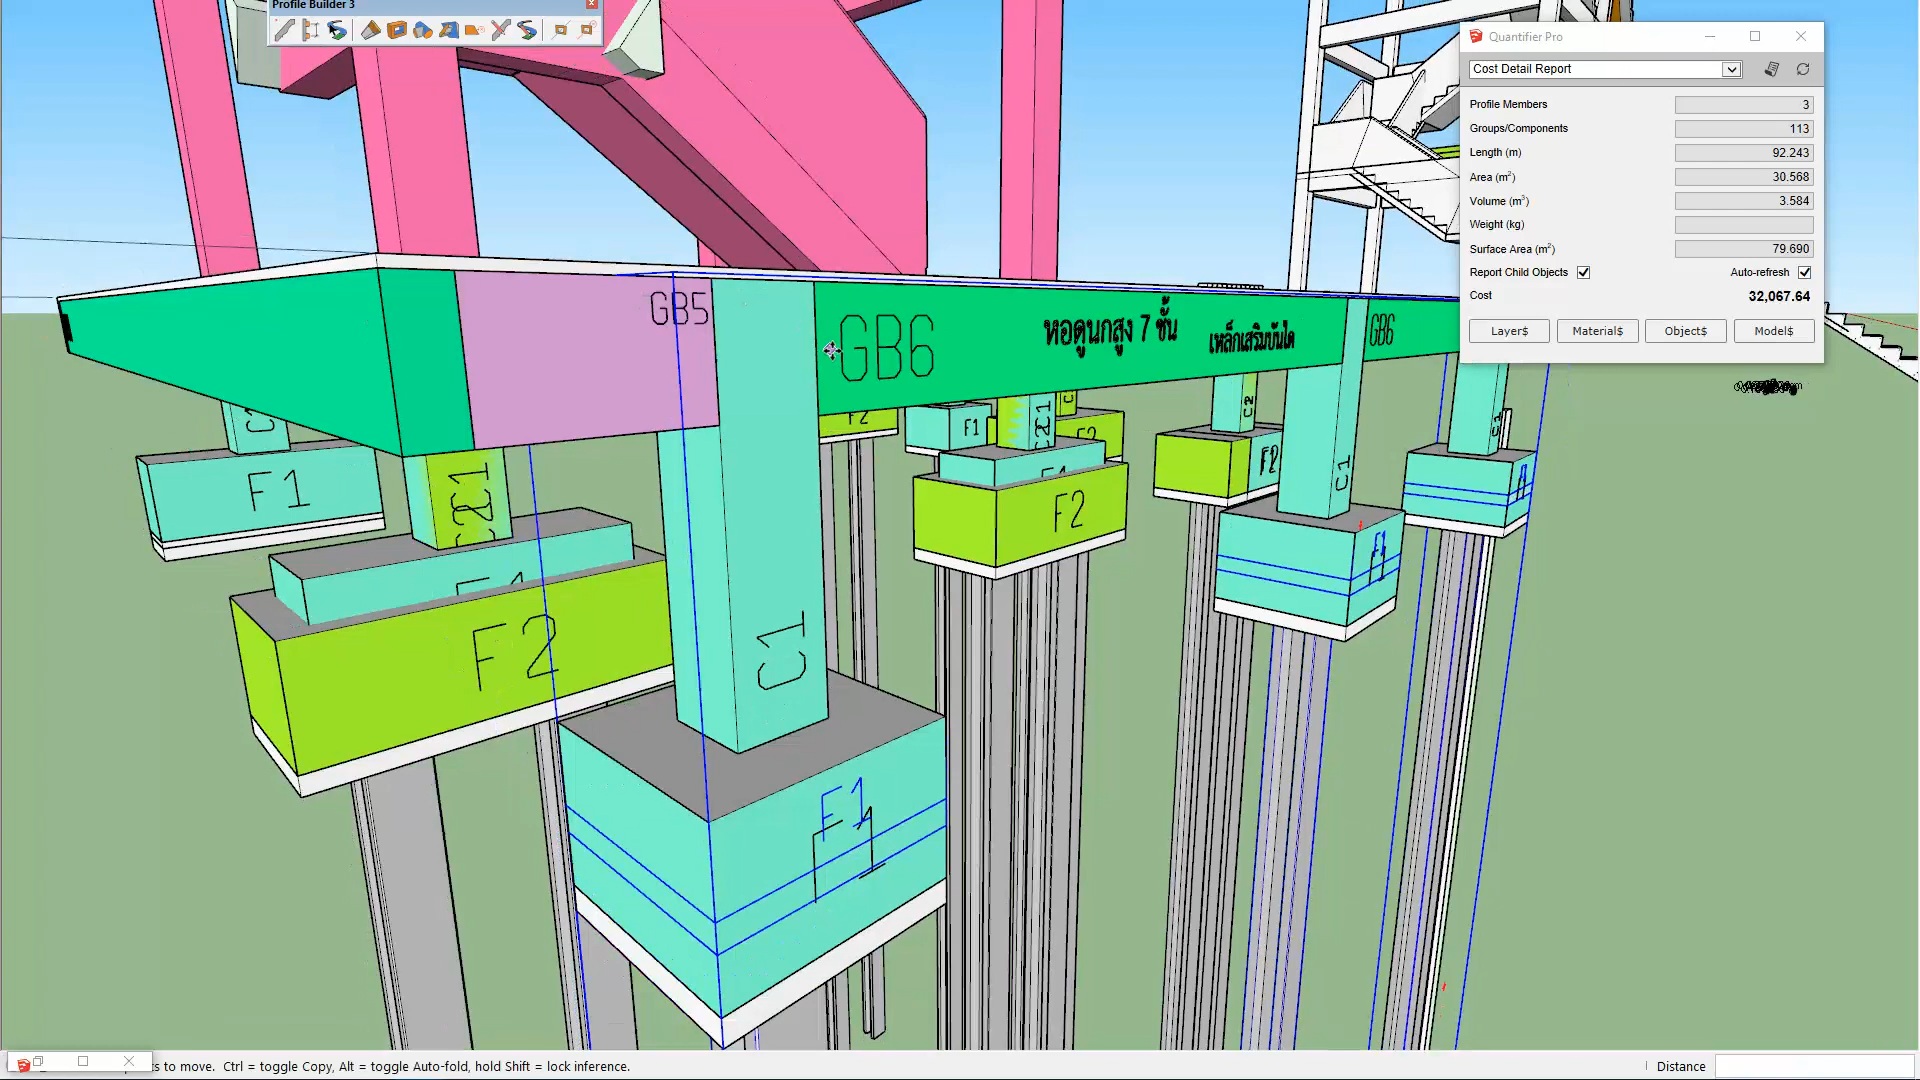 Profile Builder 3
Quantifier Pro
Cost Detail Report
Profile Members 3
Groups/Components 113
Length (m) 92.243
Area (m²) 30.568
Volume (m³) 3.584
Weight (kg)
Surface Area (m²) 79.690
Report Child Objects Auto-refresh
Cost 32,067.64
Layer$ Material$ Object$ Model$
GB5
GB6
หอดูนกสูง 7 ชั้น
เหล็กเสริมบันได
GB6
C1
F1
F2
F1
F2
C2
C1
F2
F2
F1
C1
F1
F2
C1
F1
ts to move. Ctrl = toggle Copy, Alt = toggle Auto-fold, hold Shift = lock inference.
Distance